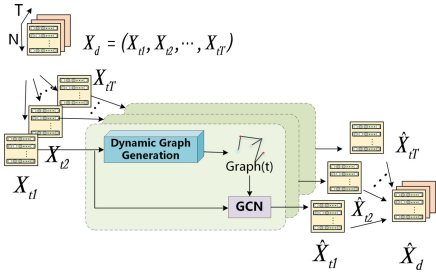 T
N
X_d = (X_t1, X_t2, ⋯, X_tT)
X_tT
X_t2
X_t1
Dynamic Graph
Generation
Graph(t)
GCN
X̂_tT
X̂_t2
X̂_t1
X̂_d